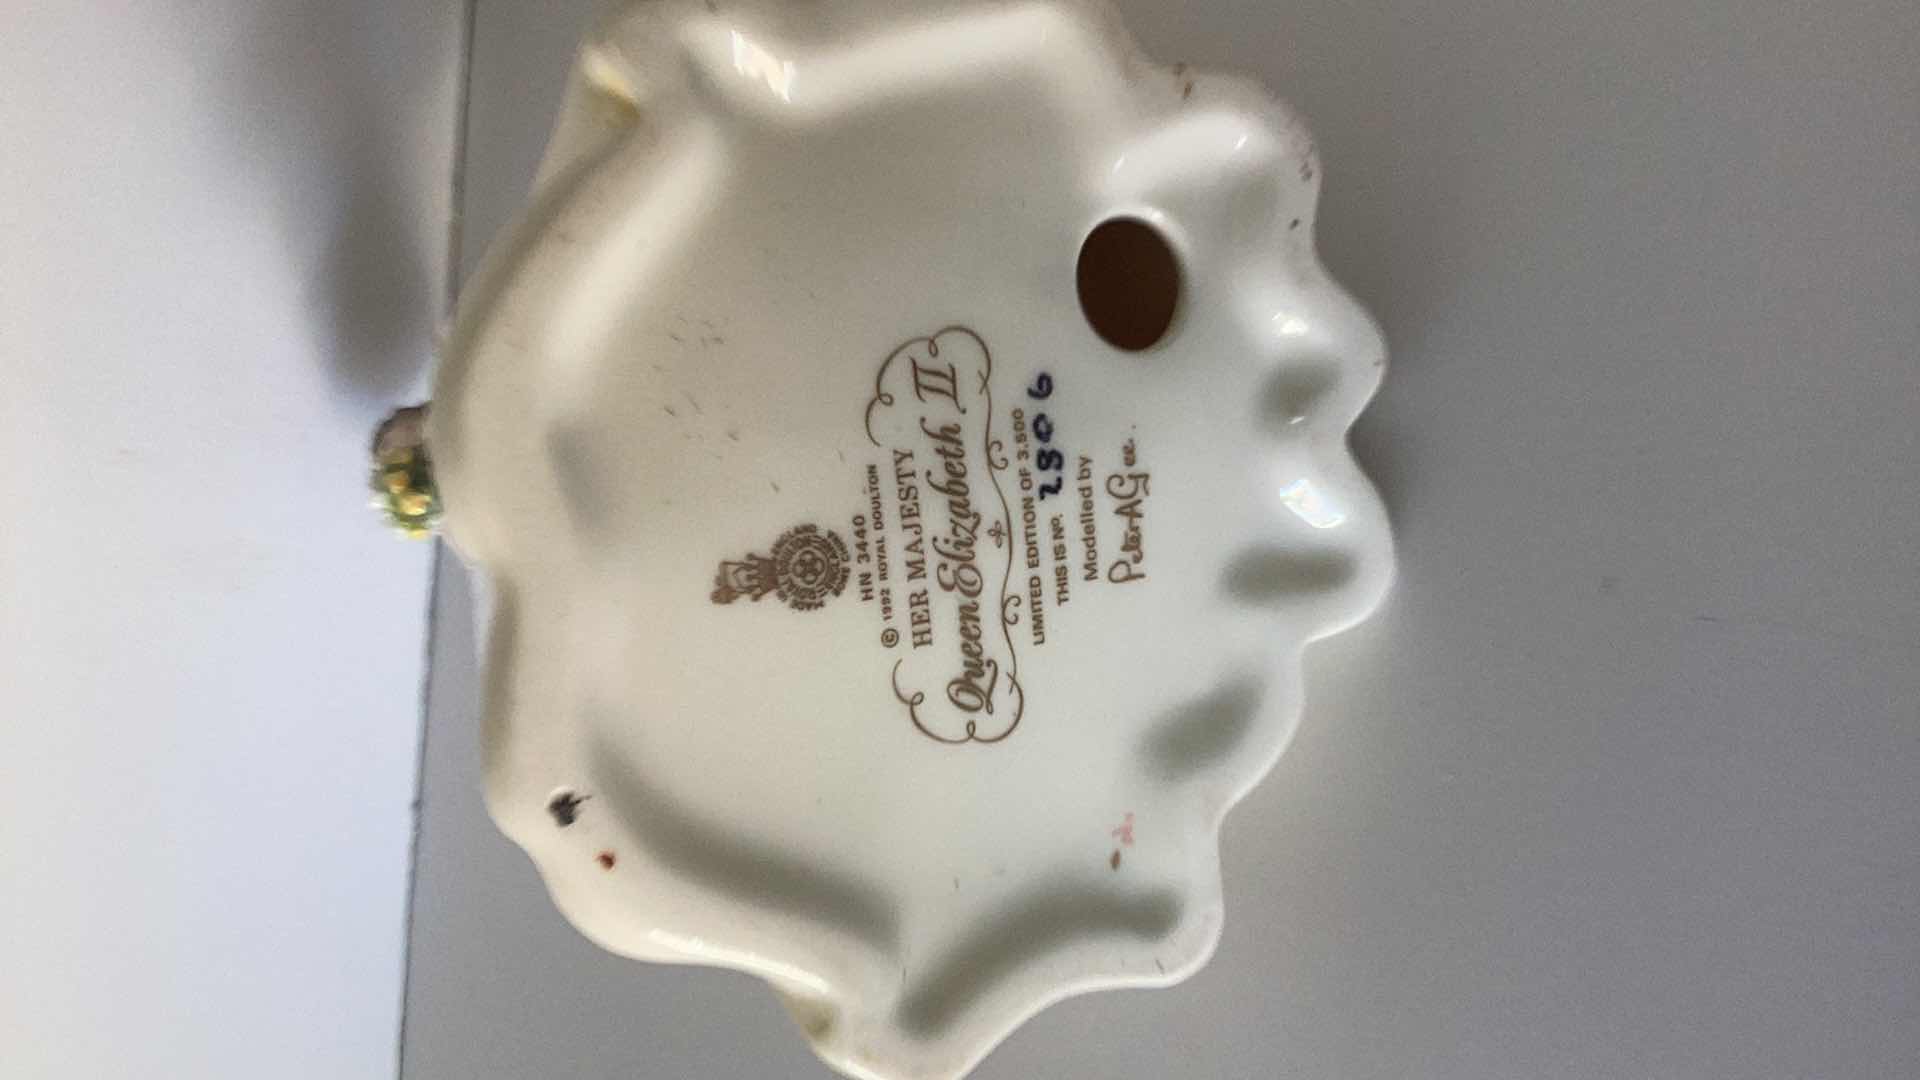 HN 3440
© 1992 ROYAL DOULTON
HER MAJESTY
Queen Elizabeth II
LIMITED EDITION OF 3,500
THIS IS Nº. 2806
Modelled by
Peter A Gee.